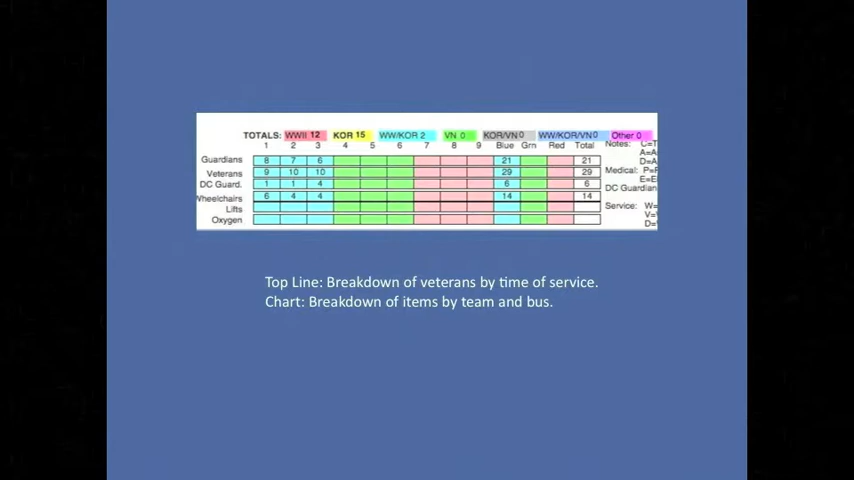 TOTALS: WWII 12 KOR 15 WW/KOR 2 VN 0 KOR/VN 0 WW/KOR/VN 0 Other 0
1 2 3 4 5 6 7 8 9 Blue Grn Red Total Notes: C=T
A=A
Guardians 8 7 6 21 21 D=A
Veterans 9 10 10 29 29 Medical: P=F
E=E
DC Guard. 1 1 4 6 6 DC Guardian
Wheelchairs 6 4 4 14 14
Lifts Service: W=
V=
Oxygen D=
Top Line: Breakdown of veterans by time of service.
Chart: Breakdown of items by team and bus.